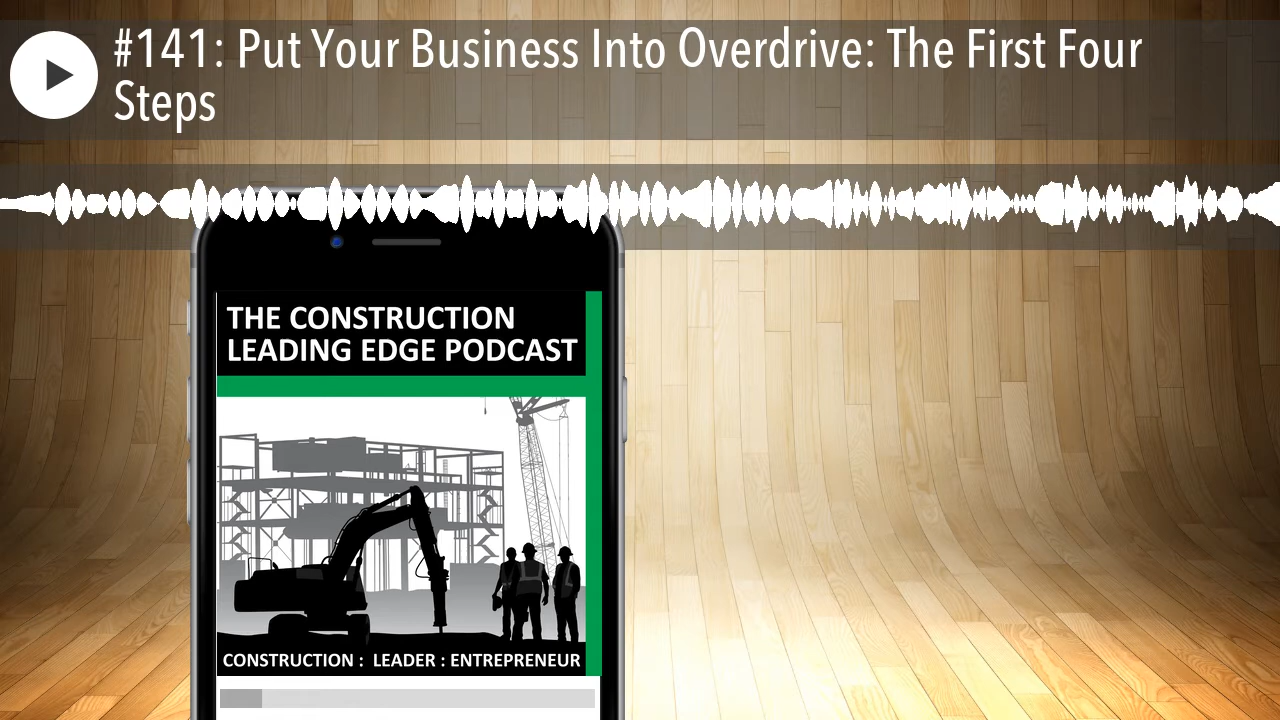 #141: Put Your Business Into Overdrive: The First Four
Steps
THE CONSTRUCTION
LEADING EDGE PODCAST
CONSTRUCTION : LEADER : ENTREPRENEUR